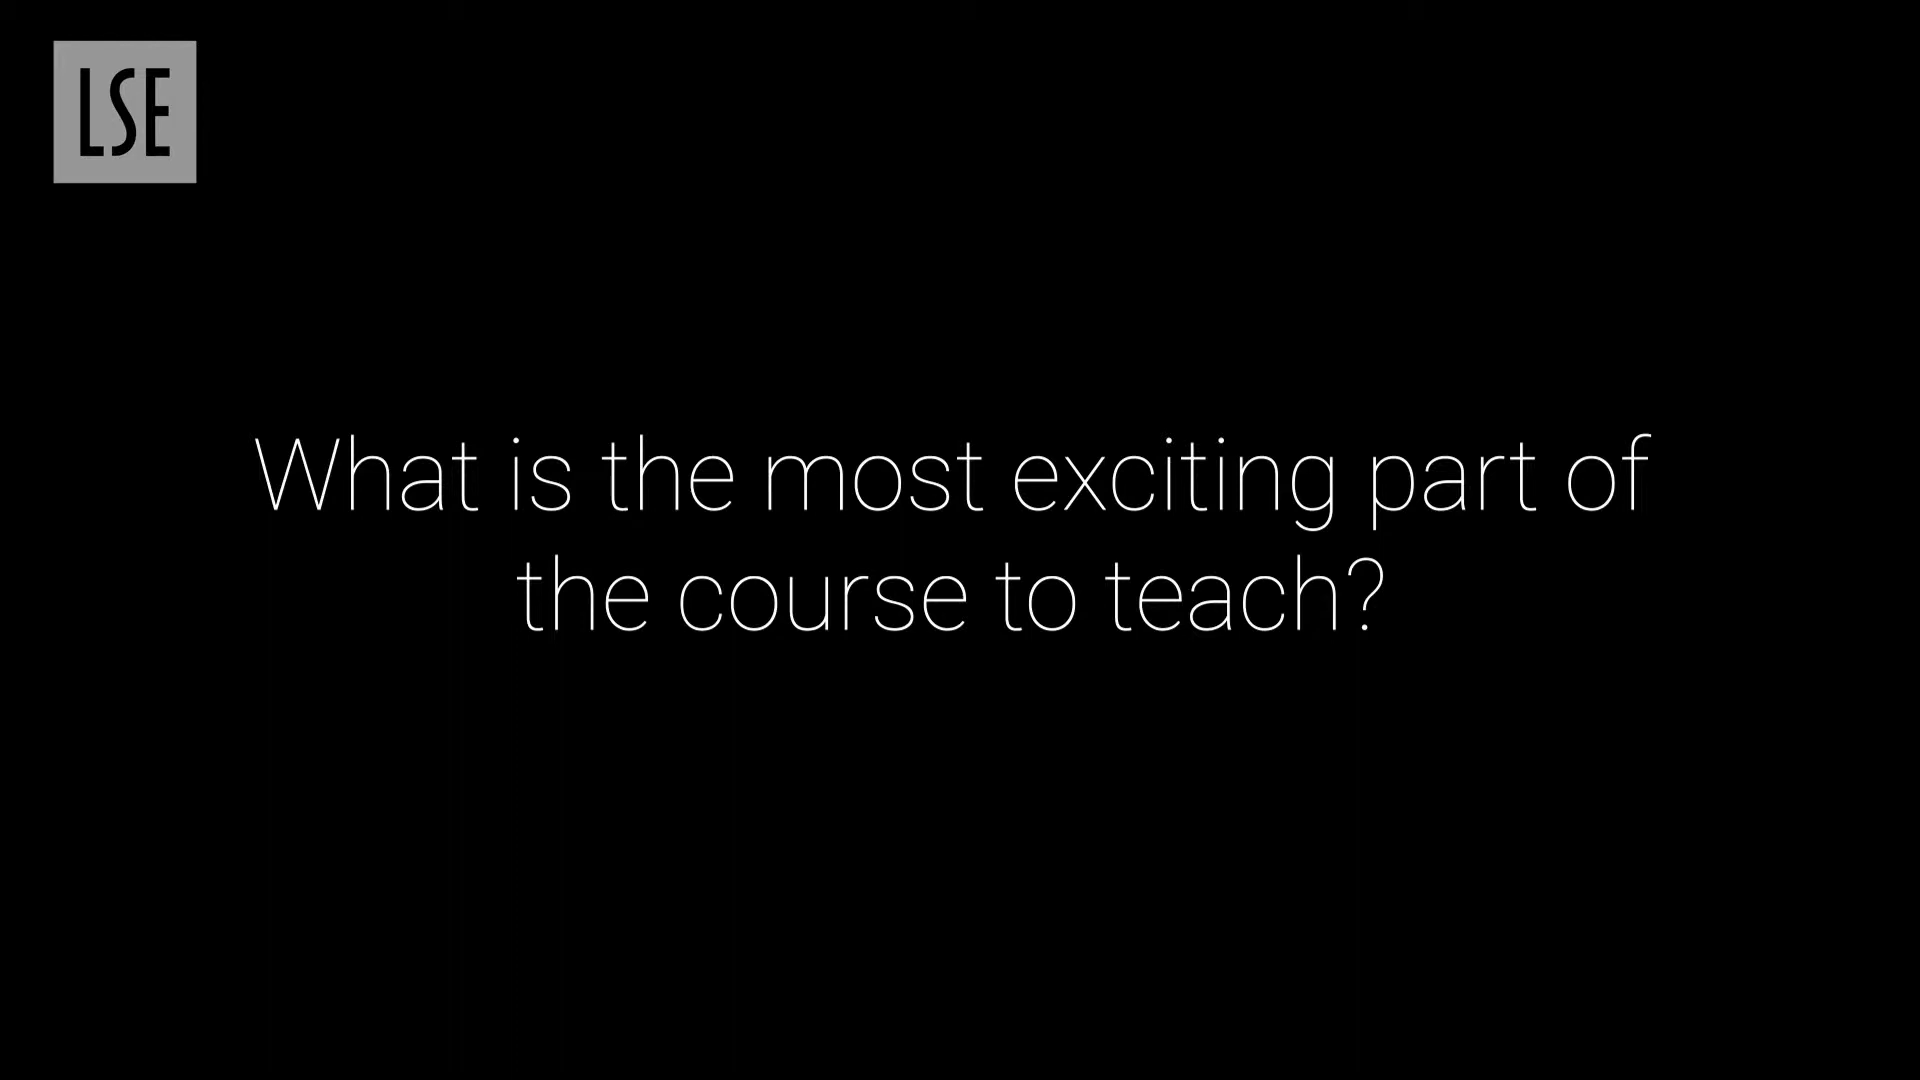 LSE
What is the most exciting part of
the course to teach?